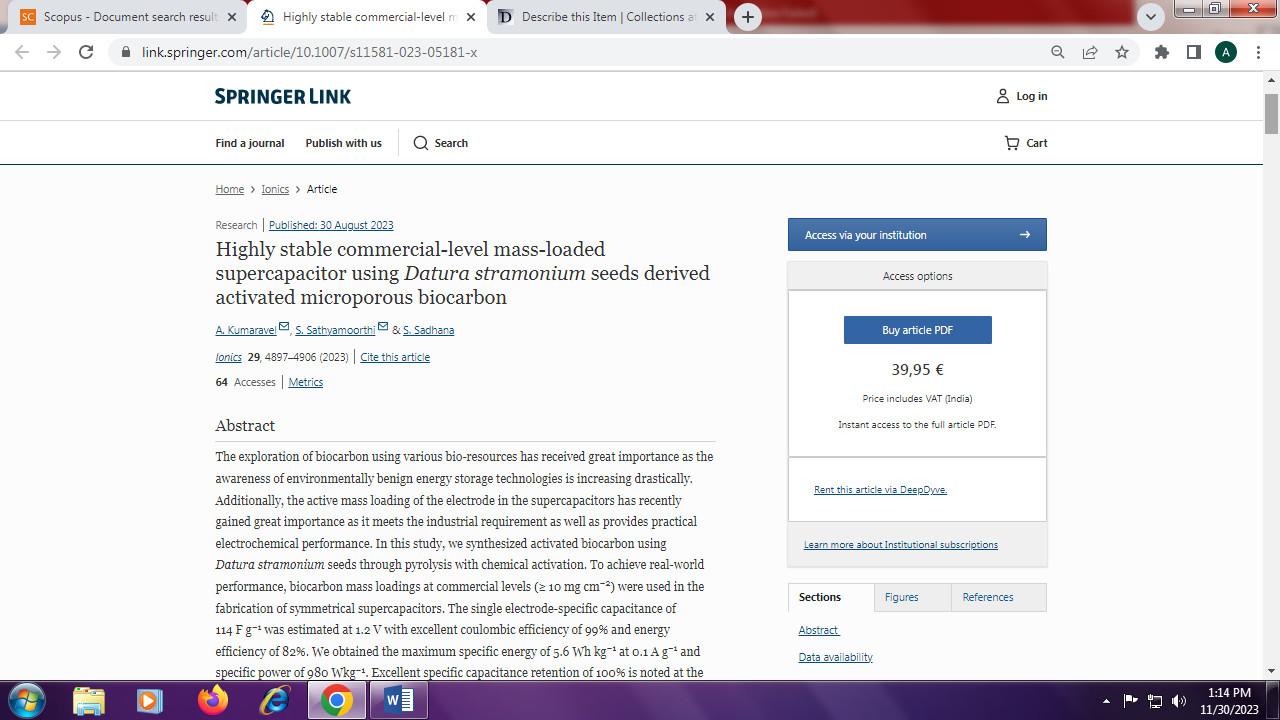 Scopus - Document search result
Highly stable commercial-level m
Describe this Item | Collections a
link.springer.com/article/10.1007/s11581-023-05181-x
A
SPRINGER LINK
Log in
Find a journal Publish with us Search
Cart
Home > Ionics > Article
Research | Published: 30 August 2023
Highly stable commercial-level mass-loaded
supercapacitor using Datura stramonium seeds derived
activated microporous biocarbon
A. Kumaravel, S. Sathyamoorthi & S. Sadhana
Ionics 29, 4897–4906 (2023) | Cite this article
64 Accesses | Metrics
Abstract
The exploration of biocarbon using various bio-resources has received great importance as the
awareness of environmentally benign energy storage technologies is increasing drastically.
Additionally, the active mass loading of the electrode in the supercapacitors has recently
gained great importance as it meets the industrial requirement as well as provides practical
electrochemical performance. In this study, we synthesized activated biocarbon using
Datura stramonium seeds through pyrolysis with chemical activation. To achieve real-world
performance, biocarbon mass loadings at commercial levels (≥ 10 mg cm⁻²) were used in the
fabrication of symmetrical supercapacitors. The single electrode-specific capacitance of
114 F g⁻¹ was estimated at 1.2 V with excellent coulombic efficiency of 99% and energy
efficiency of 82%. We obtained the maximum specific energy of 5.6 Wh kg⁻¹ at 0.1 A g⁻¹ and
specific power of 980 Wkg⁻¹. Excellent specific capacitance retention of 100% is noted at the
Access via your institution →
Access options
Buy article PDF
39,95 €
Price includes VAT (India)
Instant access to the full article PDF.
Rent this article via DeepDyve.
Learn more about Institutional subscriptions
Sections Figures References
Abstract
Data availability
1:14 PM
11/30/2023